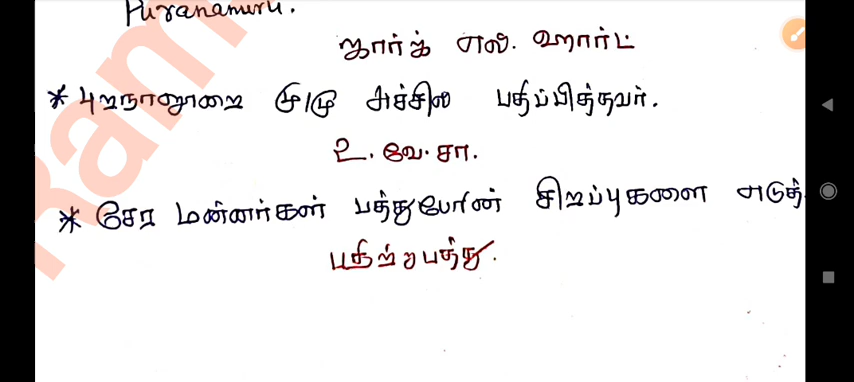 Puranamuru.
ஜார்ஜ் எல். ஹார்ட்
* புறநானூறை முழு அச்சில் பதிப்பித்தவர்.
உ. வே. சா.
* சேர மன்னர்கள் பத்துபேரின் சிறப்புகளை எடுத்
பதிற்றுபத்து.